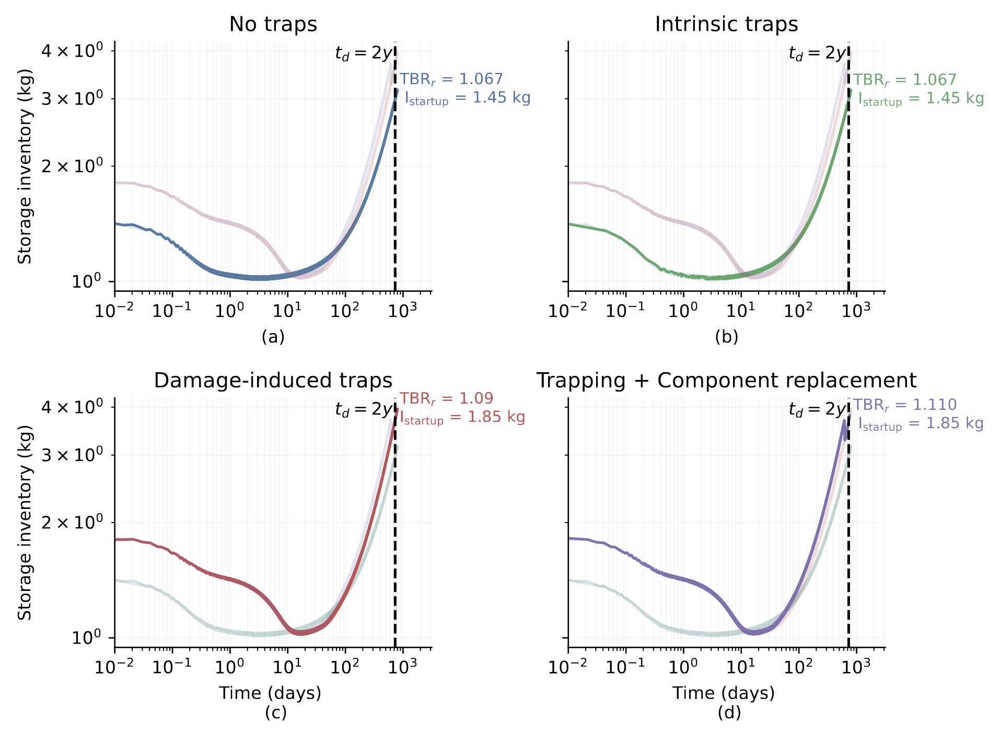 No traps
Storage inventory (kg)
4 × 10⁰
3 × 10⁰
2 × 10⁰
10⁰
t_d = 2y
TBR_r = 1.067
I_startup = 1.45 kg
10⁻² 10⁻¹ 10⁰ 10¹ 10² 10³
(a)
Intrinsic traps
t_d = 2y
TBR_r = 1.067
I_startup = 1.45 kg
10⁻² 10⁻¹ 10⁰ 10¹ 10² 10³
(b)
Damage-induced traps
Storage inventory (kg)
4 × 10⁰
3 × 10⁰
2 × 10⁰
10⁰
t_d = 2y
TBR_r = 1.09
I_startup = 1.85 kg
10⁻² 10⁻¹ 10⁰ 10¹ 10² 10³
Time (days)
(c)
Trapping + Component replacement
t_d = 2y
TBR_r = 1.110
I_startup = 1.85 kg
10⁻² 10⁻¹ 10⁰ 10¹ 10² 10³
Time (days)
(d)